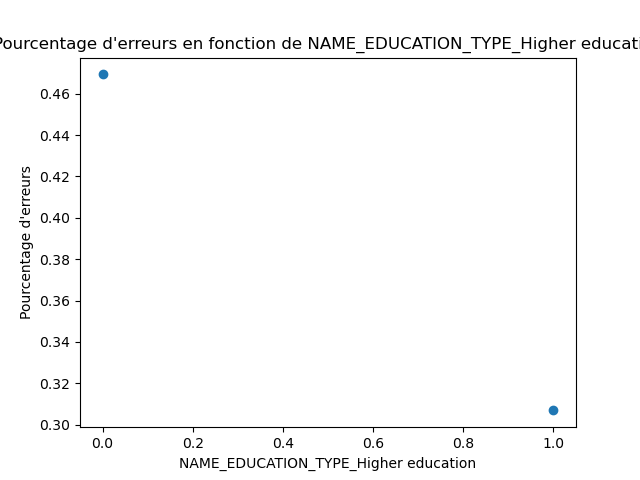 Pourcentage d'erreurs en fonction de NAME_EDUCATION_TYPE_Higher educati
0.46
0.44
0.42
0.40
0.38
0.36
0.34
0.32
0.30
Pourcentage d'erreurs
0.0 0.2 0.4 0.6 0.8 1.0
NAME_EDUCATION_TYPE_Higher education